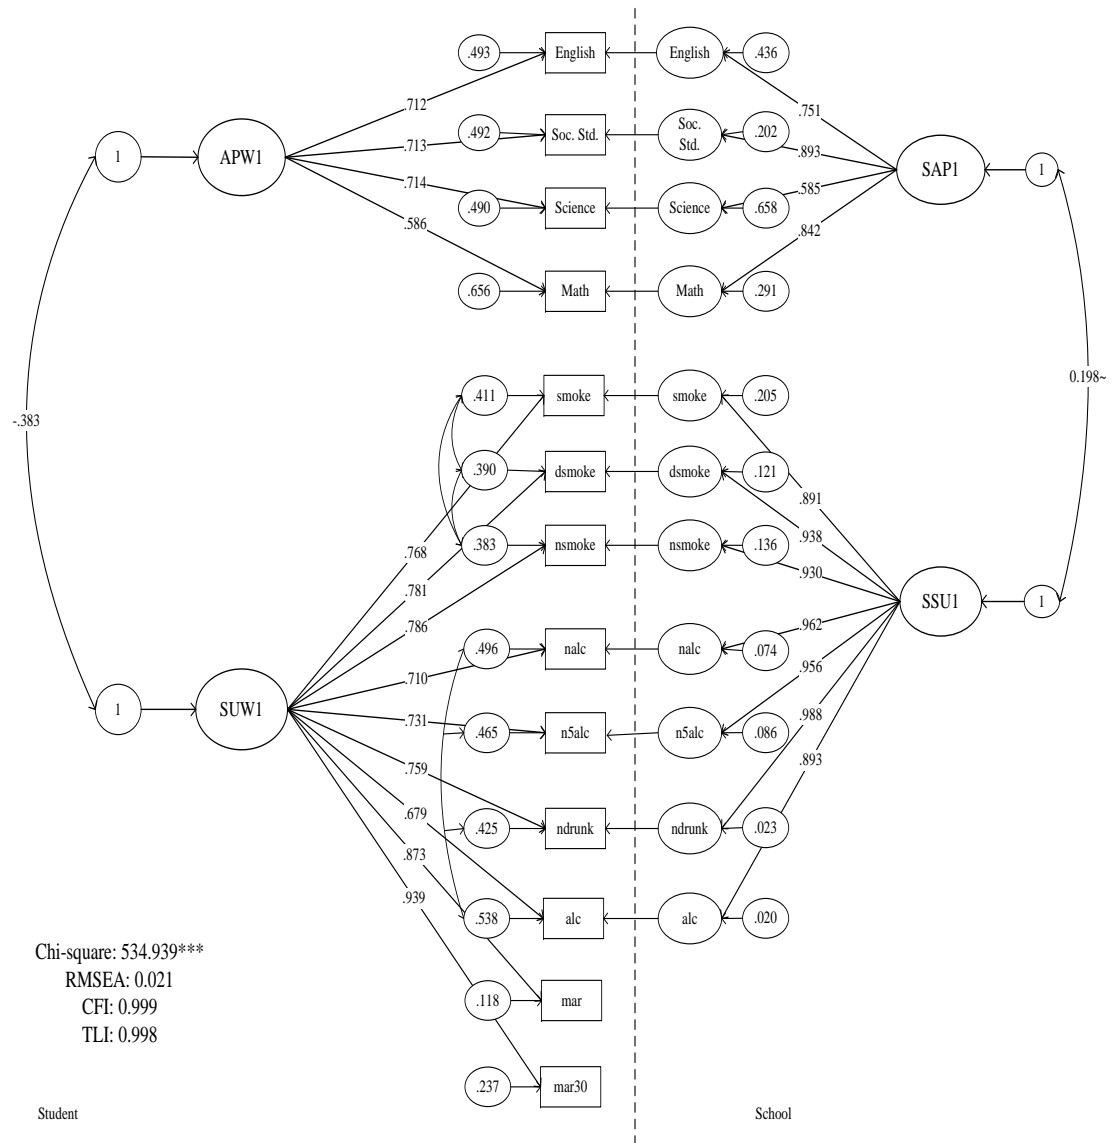 .493 English English .436
.712 .751
1 APW1 .492 Soc. Std. Soc. Std. .202 SAP1 1
.713 .893
.714 .585
.490 Science Science .658
.586 .842
.656 Math Math .291
-.383
0.198~
.411 smoke smoke .205
.390 dsmoke dsmoke .121
.891
.383 nsmoke nsmoke .136
.768 .938
.781 .930
.786 SSU1 1
.962
.496 nalc nalc .074
.710 .956
1 SUW1
.731 .988
.465 n5alc n5alc .086
.759 .893
.679
.425 ndrunk ndrunk .023
.873
.939
.538 alc alc .020
Chi-square: 534.939***
RMSEA: 0.021
CFI: 0.999
TLI: 0.998
.118 mar
.237 mar30
Student School